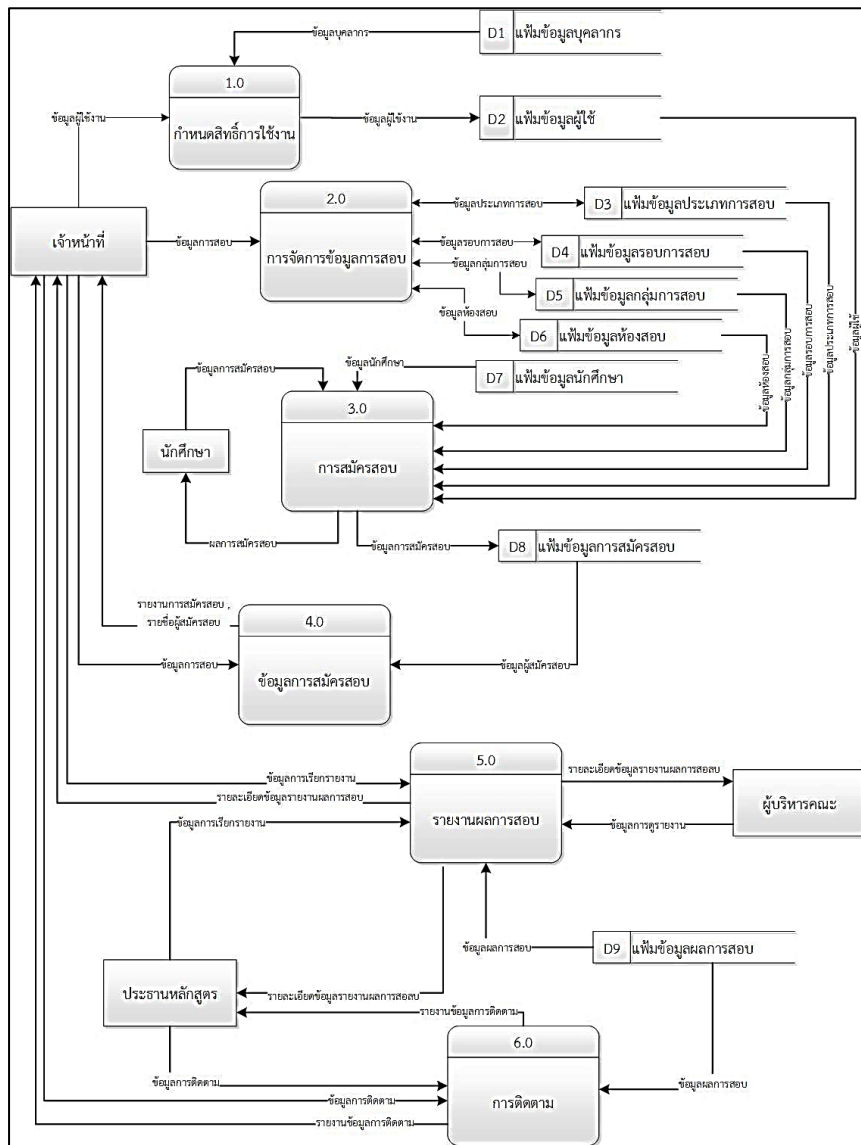 ข้อมูลบุคลากร
D1 แฟ้มข้อมูลบุคลากร
1.0
กำหนดสิทธิ์การใช้งาน
ข้อมูลผู้ใช้งาน
ข้อมูลผู้ใช้งาน
D2 แฟ้มข้อมูลผู้ใช้
เจ้าหน้าที่
ข้อมูลการสอบ
2.0
การจัดการข้อมูลการสอบ
ข้อมูลประเภทการสอบ
D3 แฟ้มข้อมูลประเภทการสอบ
ข้อมูลรอบการสอบ
D4 แฟ้มข้อมูลรอบการสอบ
ข้อมูลกลุ่มการสอบ
D5 แฟ้มข้อมูลกลุ่มการสอบ
ข้อมูลห้องสอบ
D6 แฟ้มข้อมูลห้องสอบ
ข้อมูลนักศึกษา
D7 แฟ้มข้อมูลนักศึกษา
ข้อมูลห้องสอบ
ข้อมูลกลุ่มการสอบ
ข้อมูลรอบการสอบ
ข้อมูลประเภทการสอบ
ข้อมูลผู้ใช้
ข้อมูลการสมัครสอบ
3.0
การสมัครสอบ
นักศึกษา
ผลการสมัครสอบ
ข้อมูลการสมัครสอบ
D8 แฟ้มข้อมูลการสมัครสอบ
รายงานการสมัครสอบ ,
รายชื่อผู้สมัครสอบ
4.0
ข้อมูลการสมัครสอบ
ข้อมูลการสอบ
ข้อมูลผู้สมัครสอบ
5.0
รายงานผลการสอบ
ข้อมูลการเรียกรายงาน
รายละเอียดข้อมูลรายงานผลการสอบ
ข้อมูลการเรียกรายงาน
รายละเอียดข้อมูลรายงานผลการสอลบ
ผู้บริหารคณะ
ข้อมูลการดูรายงาน
ข้อมูลผลการสอบ
D9 แฟ้มข้อมูลผลการสอบ
ประธานหลักสูตร
รายละเอียดข้อมูลรายงานผลการสอลบ
รายงานข้อมูลการติดตาม
6.0
การติดตาม
ข้อมูลการติดตาม
ข้อมูลการติดตาม
รายงานข้อมูลการติดตาม
ข้อมูลผลการสอบ